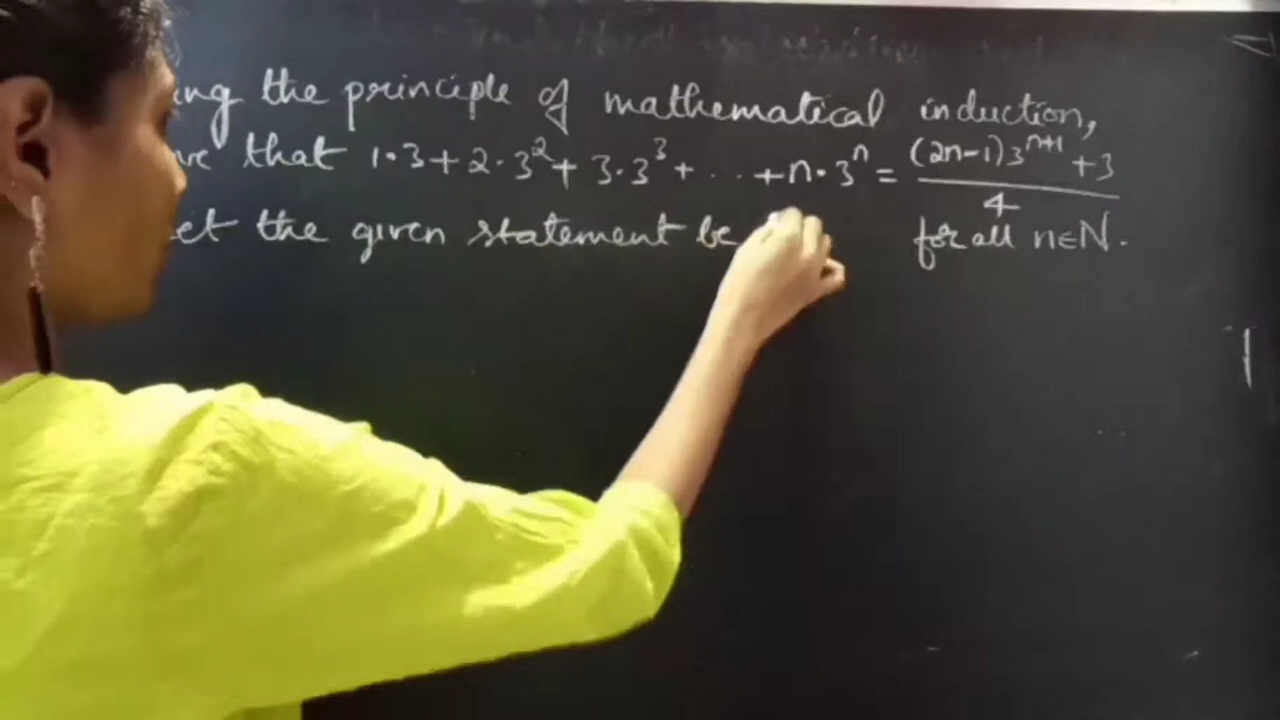 the principle of mathematical induction,
that 1·3+2·3²+3·3³+...+n·3ⁿ = ((2n-1)3ⁿ⁺¹+3)/4
the given statement be for all n∈N.